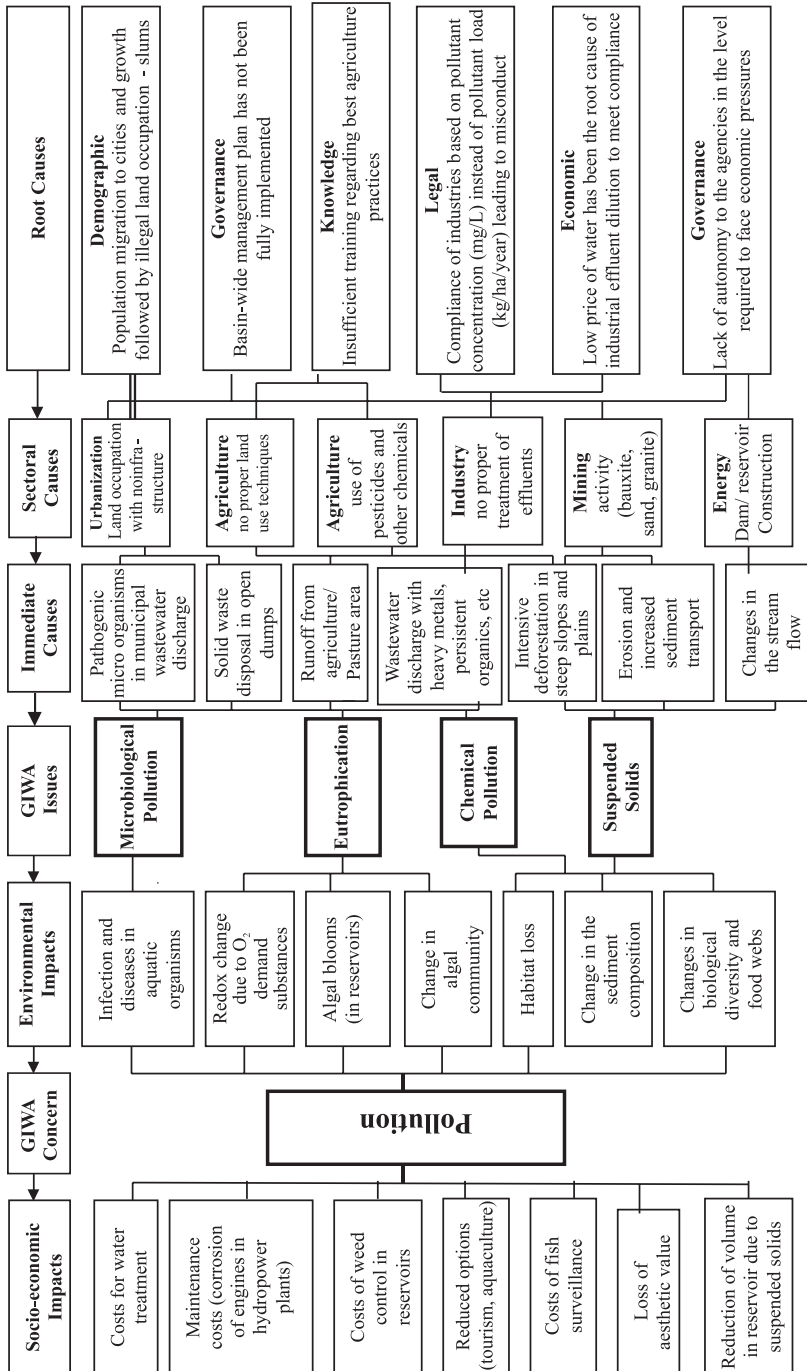 Socio-economic
Impacts
GIWA
Concern
Environmental
Impacts
GIWA
Issues
Immediate
Causes
Sectoral
Causes
Root Causes
Costs for water
treatment
Maintenance
costs (corrosion
of engines in
hydropower
plants)
Costs of weed
control in
reservoirs
Reduced options
(tourism, aquaculture)
Costs of fish
surveillance
Loss of
aesthetic value
Reduction of volume
in reservoir due to
suspended solids
Pollution
Infection and
diseases in
aquatic
organisms
Redox change
due to O₂
demand
substances
Algal blooms
(in reservoirs)
Change in
algal
community
Habitat loss
Change in the
sediment
composition
Changes in
biological
diversity and
food webs
Microbiological
Pollution
Eutrophication
Chemical
Pollution
Suspended
Solids
Pathogenic
micro organisms
in municipal
wastewater
discharge
Solid waste
disposal in open
dumps
Runoff from
agriculture/
Pasture area
Wastewater
discharge with
heavy metals,
persistent
organics, etc
Intensive
deforestation in
steep slopes and
plains
Erosion and
increased
sediment
transport
Changes in
the stream
flow
Urbanization
Land occupation
with noinfra-
structure
Agriculture
no proper land
use techniques
Agriculture
use of
pesticides and
other chemicals
Industry
no proper
treatment of
effluents
Mining
activity
(bauxite,
sand, granite)
Energy
Dam/ reservoir
Construction
Demographic
Population migration to cities and growth
followed by illegal land occupation - slums
Governance
Basin-wide management plan has not been
fully implemented
Knowledge
Insufficient training regarding best agriculture
practices
Legal
Compliance of industries based on pollutant
concentration (mg/L) instead of pollutant load
(kg/ha/year) leading to misconduct
Economic
Low price of water has been the root cause of
industrial effluent dilution to meet compliance
Governance
Lack of autonomy to the agencies in the level
required to face economic pressures